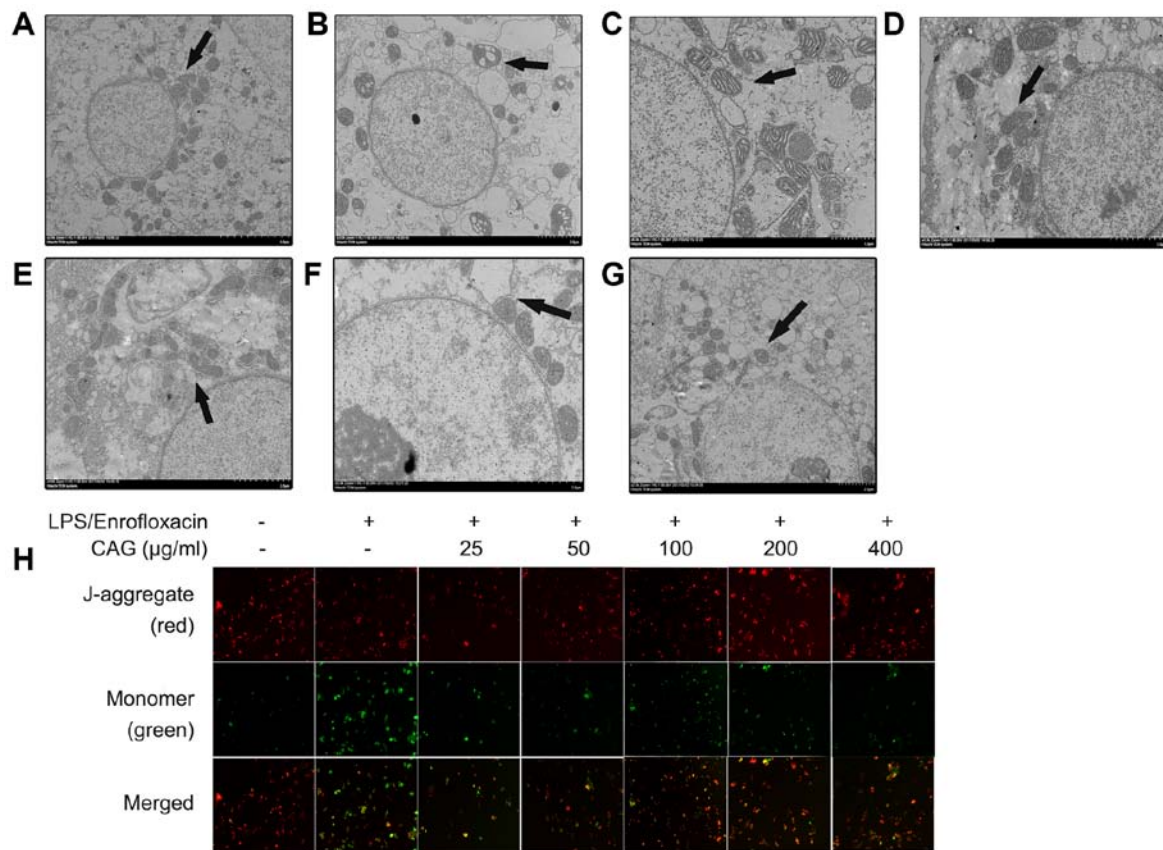 A
B
C
D
E
F
G
LPS/Enrofloxacin - + + + + + +
CAG (µg/ml) - - 25 50 100 200 400
H
J-aggregate
(red)
Monomer
(green)
Merged